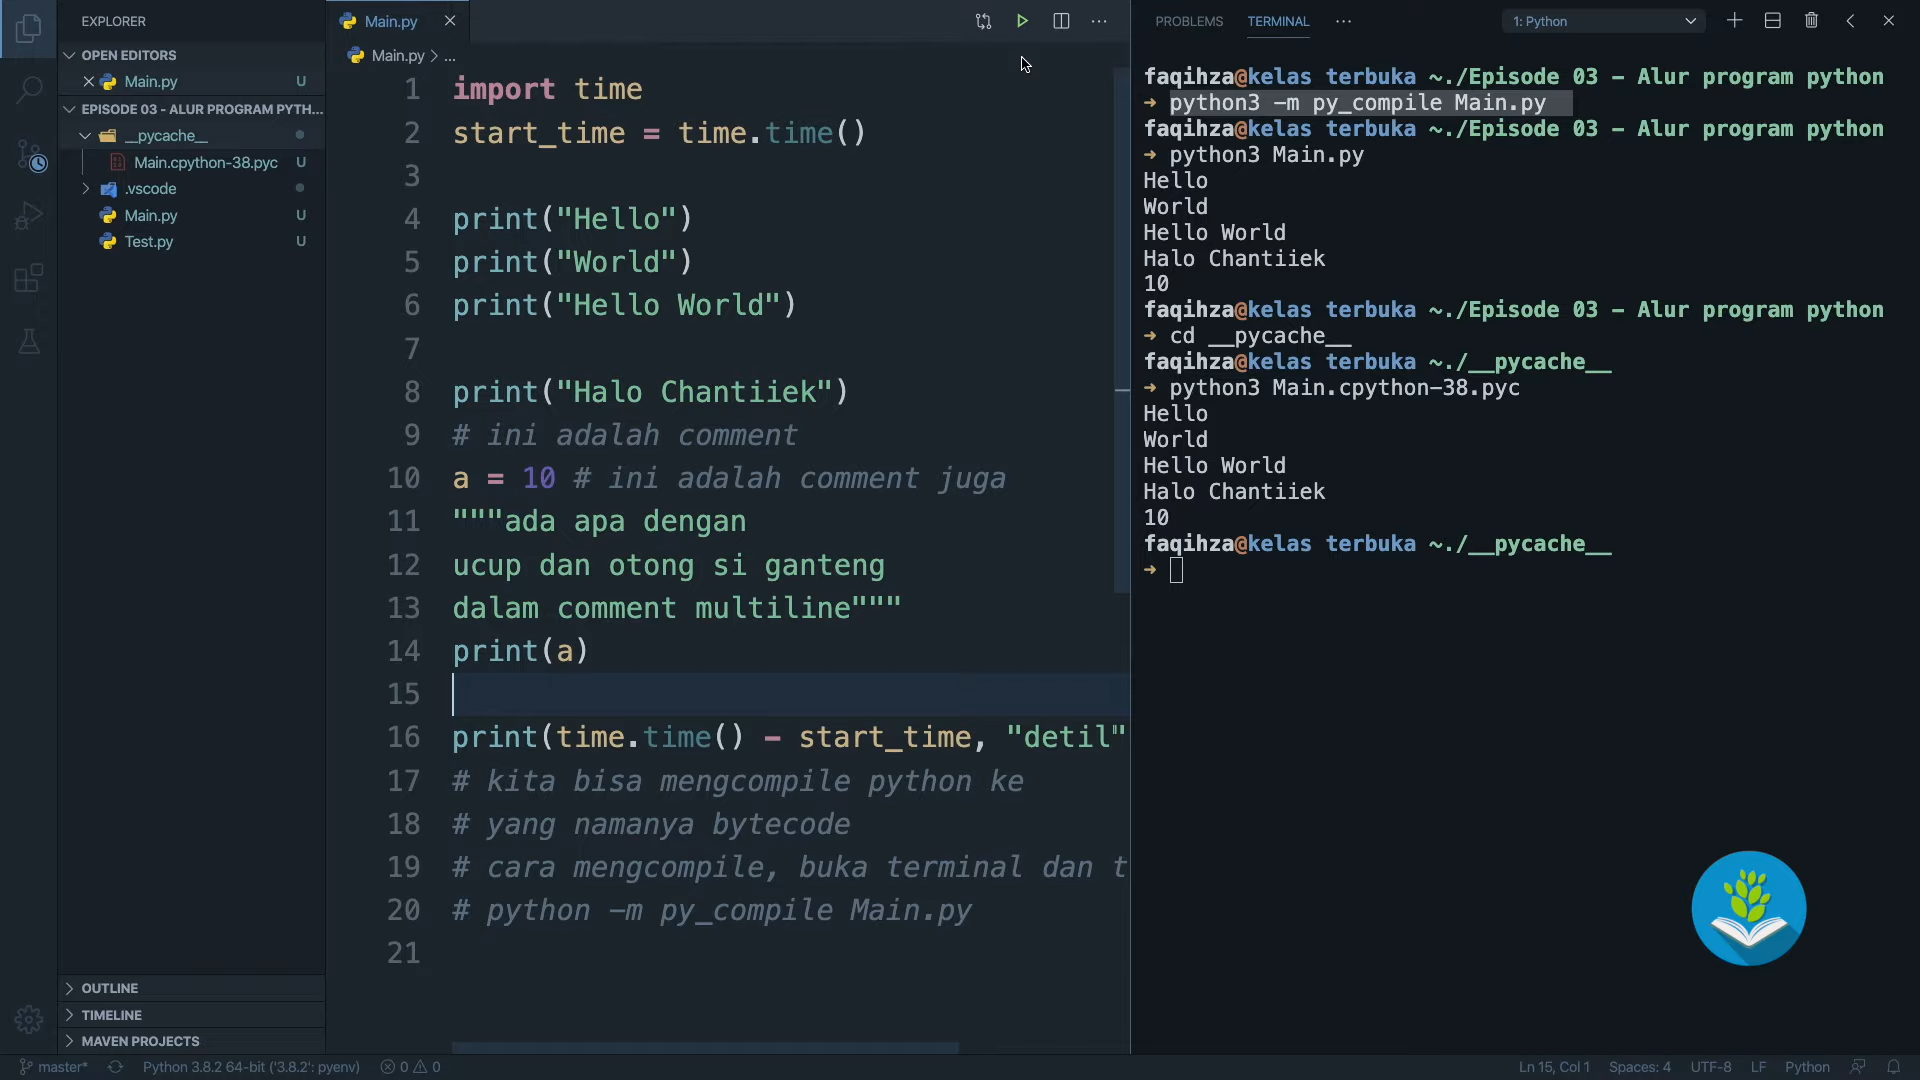 EXPLORER
OPEN EDITORS
Main.py U
EPISODE 03 - ALUR PROGRAM PYTH...
__pycache__
Main.cpython-38.pyc U
.vscode
Main.py U
Test.py U
OUTLINE
TIMELINE
MAVEN PROJECTS
Main.py
Main.py > ...
1 import time
2 start_time = time.time()
3
4 print("Hello")
5 print("World")
6 print("Hello World")
7
8 print("Halo Chantiiek")
9 # ini adalah comment
10 a = 10 # ini adalah comment juga
11 """ada apa dengan
12 ucup dan otong si ganteng
13 dalam comment multiline"""
14 print(a)
15
16 print(time.time() - start_time, "detil"
17 # kita bisa mengcompile python ke
18 # yang namanya bytecode
19 # cara mengcompile, buka terminal dan t
20 # python -m py_compile Main.py
21
PROBLEMS TERMINAL ... 1: Python
faqihza@kelas terbuka ~./Episode 03 - Alur program python
➜ python3 -m py_compile Main.py
faqihza@kelas terbuka ~./Episode 03 - Alur program python
➜ python3 Main.py
Hello
World
Hello World
Halo Chantiiek
10
faqihza@kelas terbuka ~./Episode 03 - Alur program python
➜ cd __pycache__
faqihza@kelas terbuka ~./__pycache__
➜ python3 Main.cpython-38.pyc
Hello
World
Hello World
Halo Chantiiek
10
faqihza@kelas terbuka ~./__pycache__
➜
master* Python 3.8.2 64-bit ('3.8.2': pyenv) 0 0 Ln 15, Col 1 Spaces: 4 UTF-8 LF Python